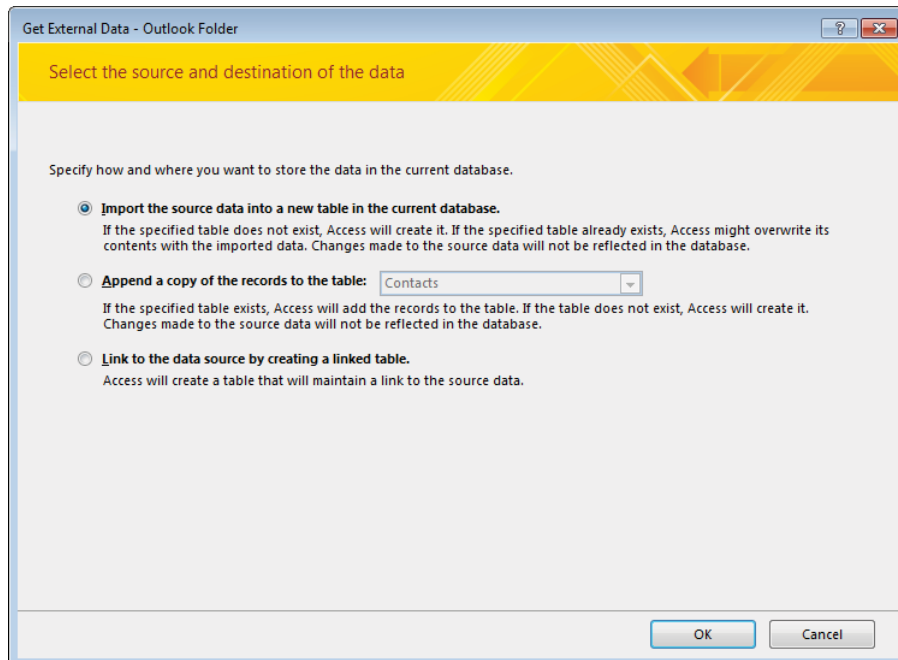 Get External Data - Outlook Folder
?
Select the source and destination of the data
Specify how and where you want to store the data in the current database.
Import the source data into a new table in the current database.
If the specified table does not exist, Access will create it. If the specified table already exists, Access might overwrite its
contents with the imported data. Changes made to the source data will not be reflected in the database.
Append a copy of the records to the table: Contacts
If the specified table exists, Access will add the records to the table. If the table does not exist, Access will create it.
Changes made to the source data will not be reflected in the database.
Link to the data source by creating a linked table.
Access will create a table that will maintain a link to the source data.
OK Cancel